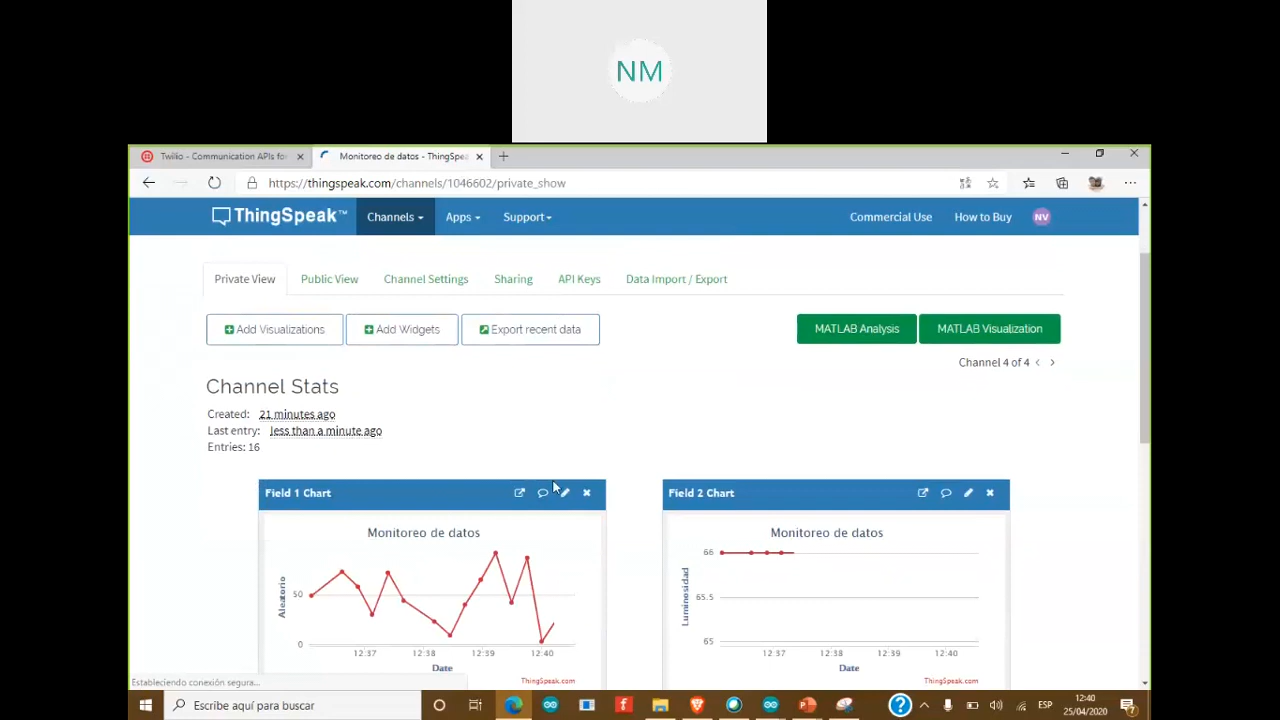 NM
Twilio - Communication APIs for
Monitoreo de datos - ThingSpea
https://thingspeak.com/channels/1046602/private_show
ThingSpeak™ Channels Apps Support Commercial Use How to Buy NV
Private View Public View Channel Settings Sharing API Keys Data Import / Export
Add Visualizations Add Widgets Export recent data MATLAB Analysis MATLAB Visualization
Channel 4 of 4
Channel Stats
Created: 21 minutes ago
Last entry: less than a minute ago
Entries: 16
Field 1 Chart
Monitoreo de datos
Aleatorio
50
0
12:37 12:38 12:39 12:40
Date
ThingSpeak.com
Field 2 Chart
Monitoreo de datos
Luminosidad
66
65.5
65
12:37 12:38 12:39 12:40
Date
ThingSpeak.com
Estableciendo conexión segura...
Escribe aquí para buscar
ESP
12:40
25/04/2020
7